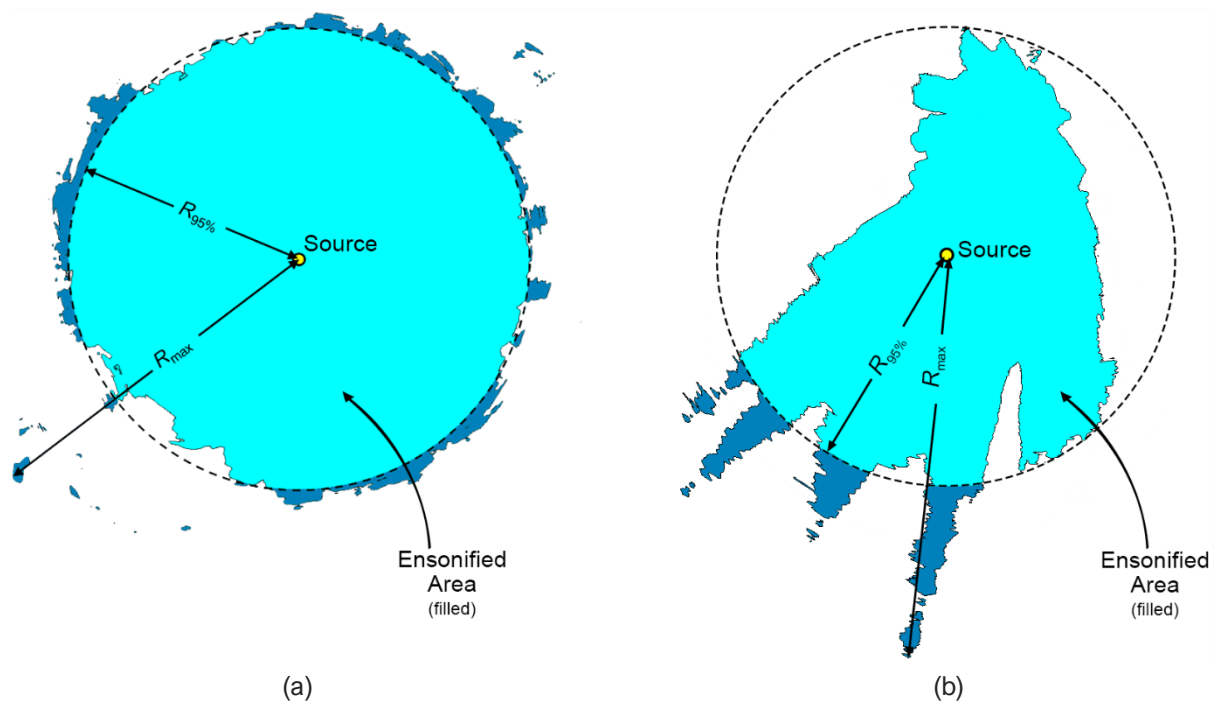 R95%
Source
Rmax
Ensonified
Area
(filled)
(a)
Source
R95%
Rmax
Ensonified
Area
(filled)
(b)